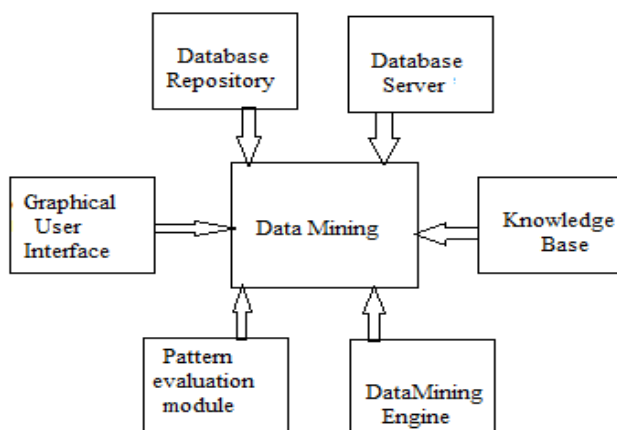 Database
Repository
Database
Server
Graphical
User
Interface
Data Mining
Knowledge
Base
Pattern
evaluation
module
DataMining
Engine